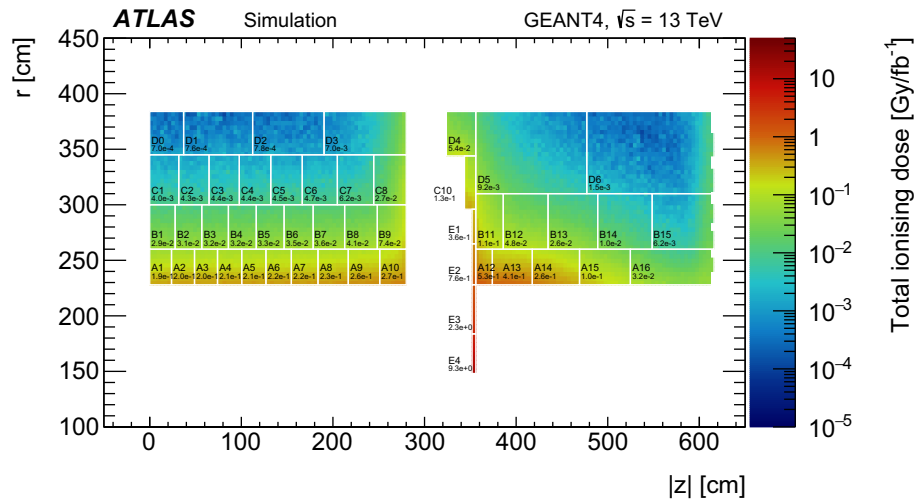 ATLAS Simulation GEANT4, √s = 13 TeV
r [cm]
450
400
350
300
250
200
150
100
D0 D1 D2 D3 D4
7.0e-4 7.6e-4 7.8e-4 7.0e-3 5.4e-2
D5 D6
9.2e-3 1.5e-3
C1 C2 C3 C4 C5 C6 C7 C8 C10
4.0e-3 4.3e-3 4.4e-3 4.4e-3 4.5e-3 4.7e-3 6.2e-3 2.7e-2 1.3e-1
E1
3.6e-1
B1 B2 B3 B4 B5 B6 B7 B8 B9 B11 B12 B13 B14 B15
2.9e-2 3.1e-2 3.2e-2 3.2e-2 3.3e-2 3.5e-2 3.6e-2 4.1e-2 7.4e-2 1.1e-1 4.8e-2 2.6e-2 1.0e-2 6.2e-3
A1 A2 A3 A4 A5 A6 A7 A8 A9 A10 E2 A12 A13 A14 A15 A16
1.9e-1 2.0e-1 2.0e-1 2.1e-1 2.1e-1 2.2e-1 2.2e-1 2.3e-1 2.6e-1 2.7e-1 7.6e-1 5.3e-1 4.1e-1 2.6e-1 1.0e-1 3.2e-2
E3
2.3e+0
E4
9.3e+0
0 100 200 300 400 500 600
|z| [cm]
10
1
10⁻¹
10⁻²
10⁻³
10⁻⁴
10⁻⁵
Total ionising dose [Gy/fb⁻¹]